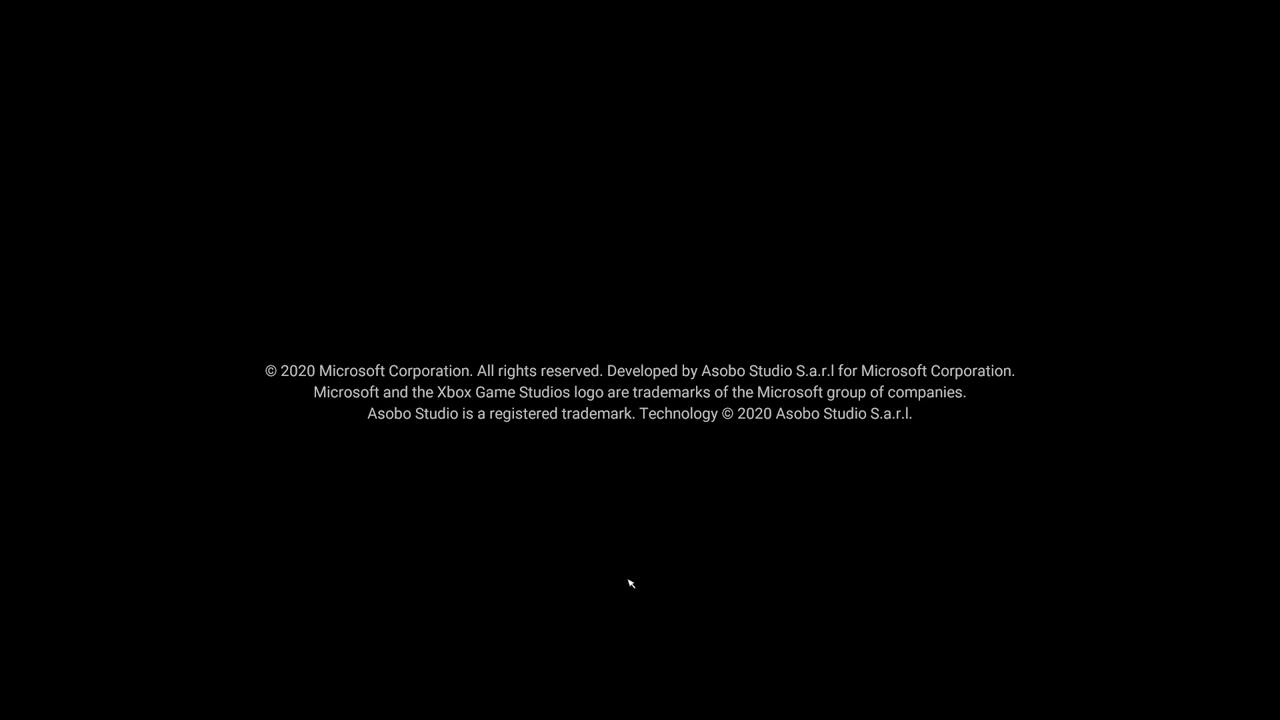 © 2020 Microsoft Corporation. All rights reserved. Developed by Asobo Studio S.a.r.l for Microsoft Corporation.
Microsoft and the Xbox Game Studios logo are trademarks of the Microsoft group of companies.
Asobo Studio is a registered trademark. Technology © 2020 Asobo Studio S.a.r.l.